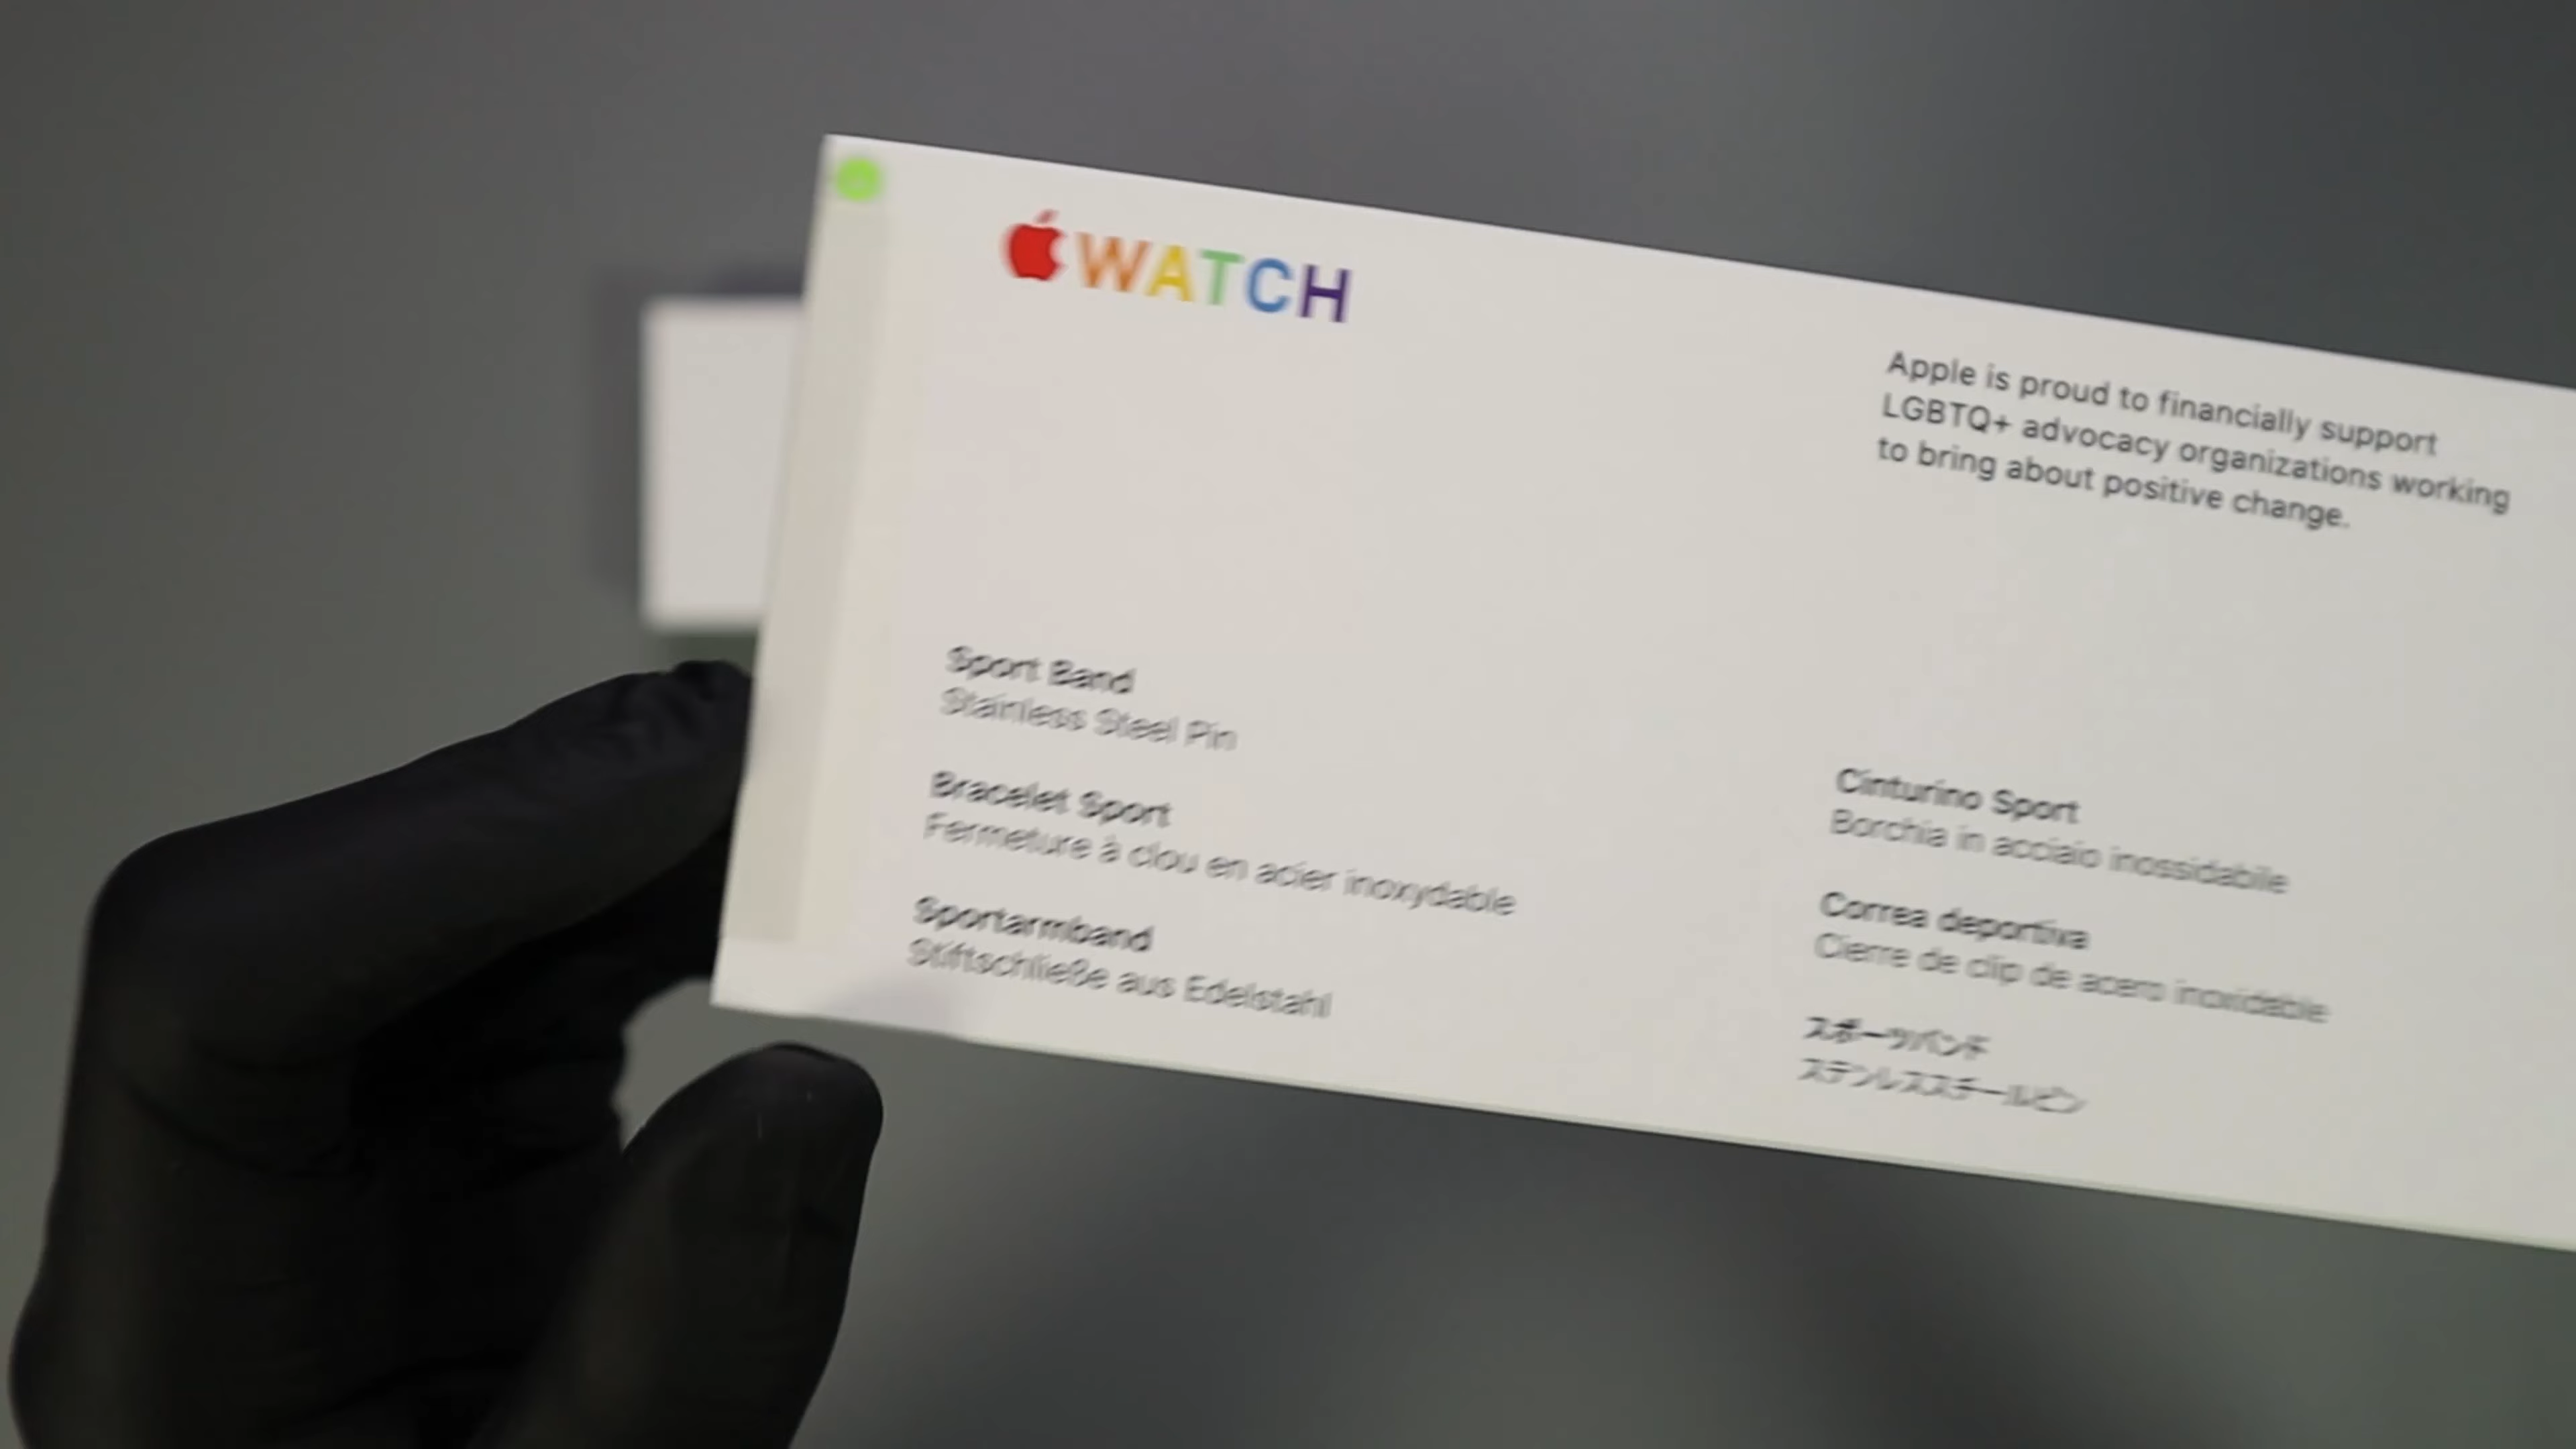 WATCH
Apple is proud to financially support
LGBTQ+ advocacy organizations working
to bring about positive change.
Sport Band
Stainless Steel Pin
Bracelet Sport
Fermeture à clou en acier inoxydable
Sportarmband
Stiftschließe aus Edelstahl
Cinturino Sport
Borchia in acciaio inossidabile
Correa deportiva
Cierre de clip de acero inoxidable
スポーツバンド
ステンレススチールピン